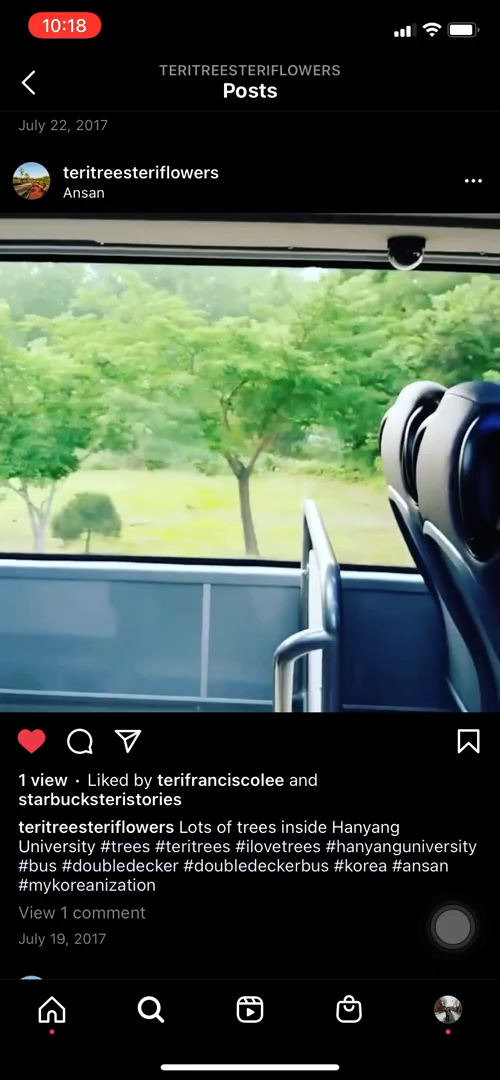 10:18
TERITREESTERIFLOWERS
Posts
July 22, 2017
teritreesteriflowers
Ansan
1 view · Liked by terifranciscolee and
starbucksteristories
teritreesteriflowers Lots of trees inside Hanyang
University #trees #teritrees #ilovetrees #hanyanguniversity
#bus #doubledecker #doubledeckerbus #korea #ansan
#mykoreanization
View 1 comment
July 19, 2017